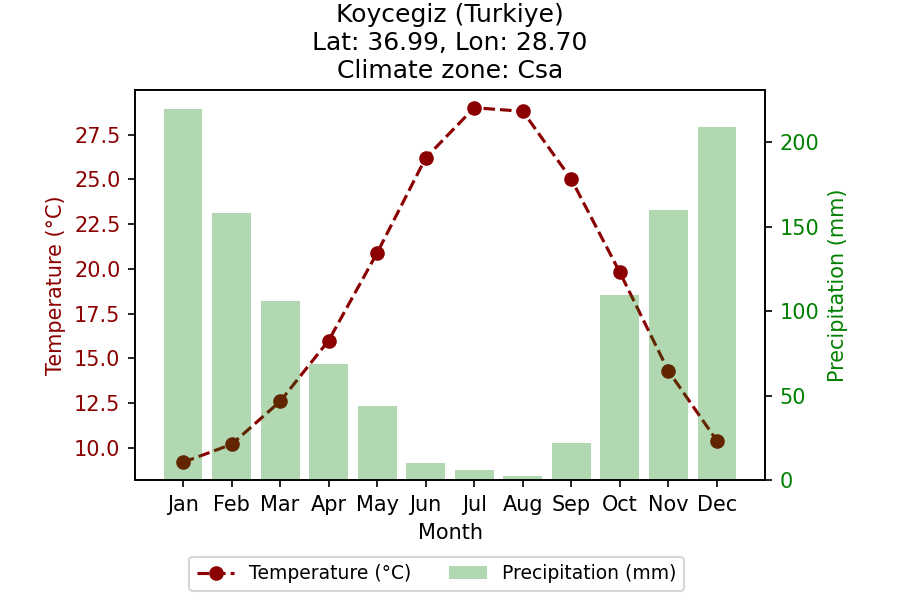 Koycegiz (Turkiye)
Lat: 36.99, Lon: 28.70
Climate zone: Csa
27.5
25.0
22.5
20.0
17.5
15.0
12.5
10.0
Temperature (°C)
200
150
100
50
0
Precipitation (mm)
Jan Feb Mar Apr May Jun Jul Aug Sep Oct Nov Dec
Month
Temperature (°C) Precipitation (mm)